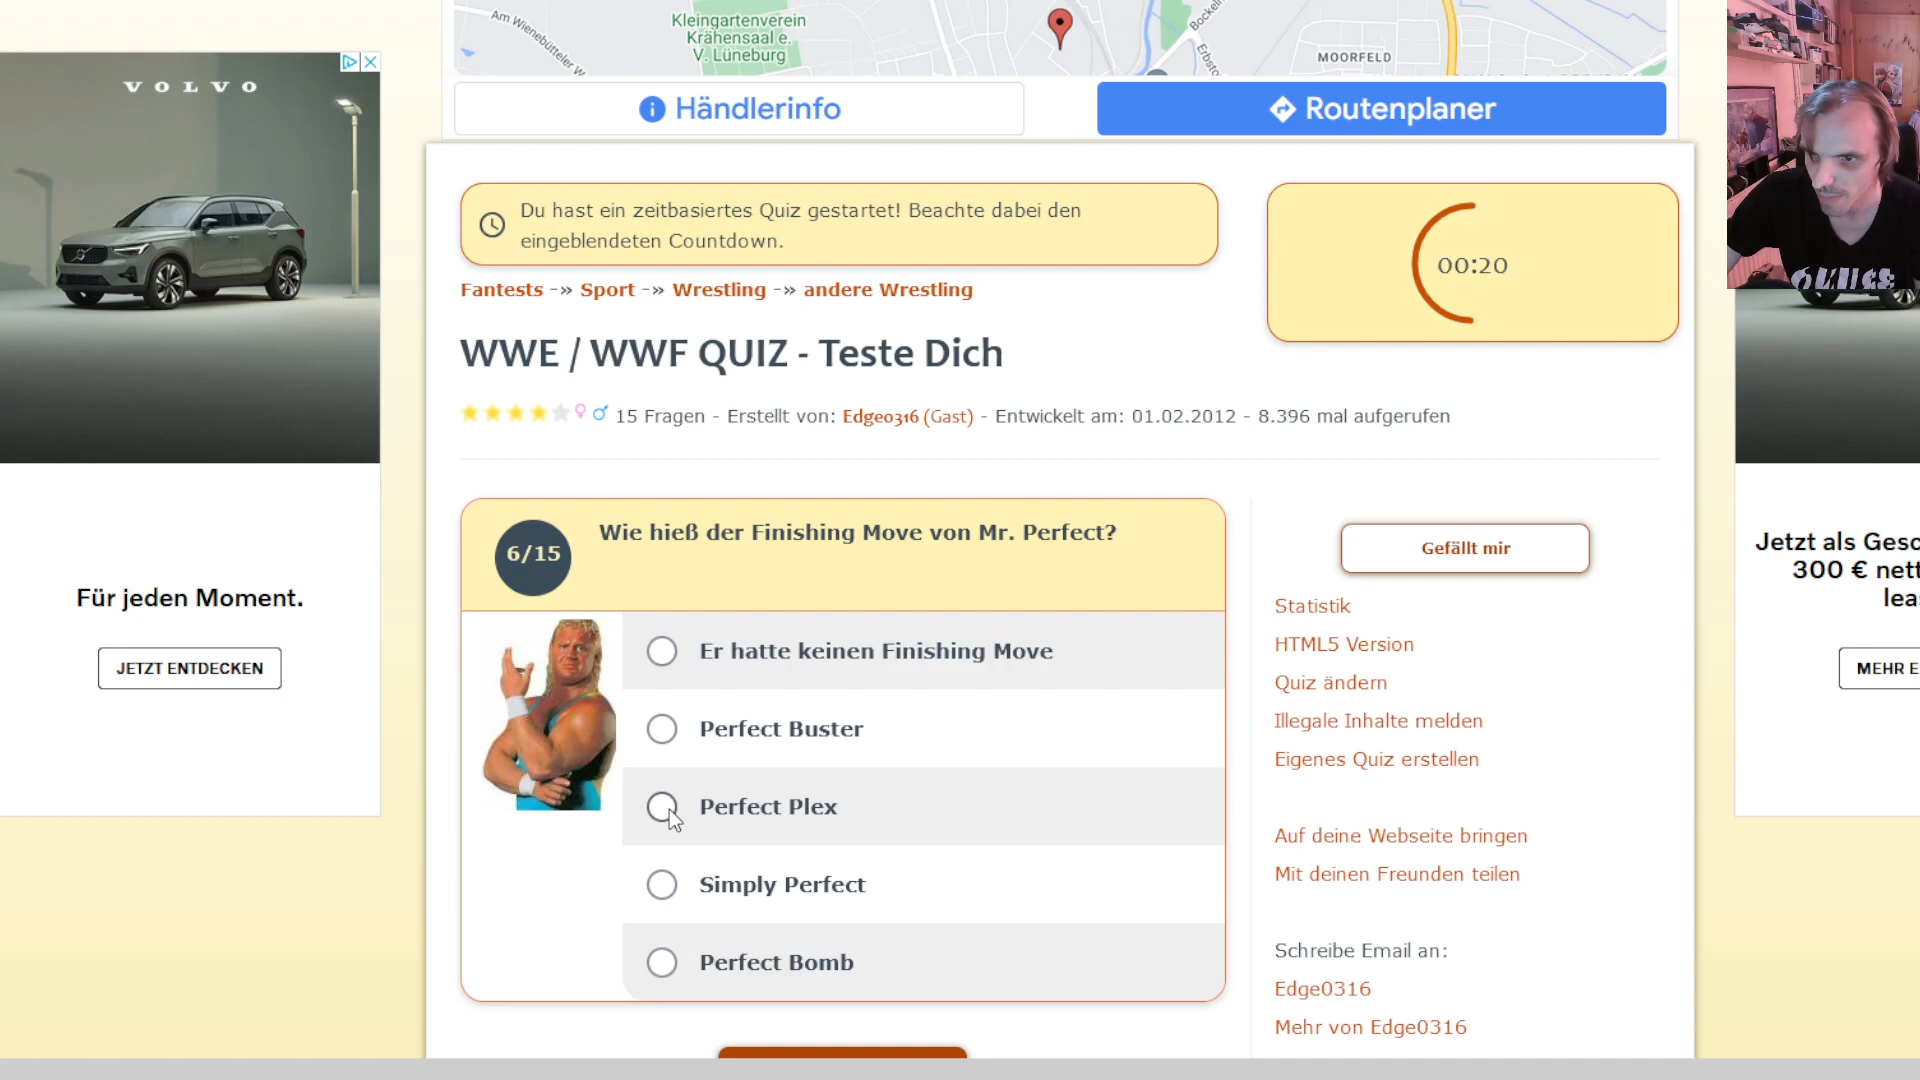 Am Wienebütteler W
Kleingartenverein
Krähensaal e.
V. Lüneburg
Erbsto
MOORFELD
Händlerinfo
Routenplaner
VOLVO
Du hast ein zeitbasiertes Quiz gestartet! Beachte dabei den
eingeblendeten Countdown.
00:20
Fantests -» Sport -» Wrestling -» andere Wrestling
WWE / WWF QUIZ - Teste Dich
15 Fragen - Erstellt von: Edge0316 (Gast) - Entwickelt am: 01.02.2012 - 8.396 mal aufgerufen
6/15
Wie hieß der Finishing Move von Mr. Perfect?
Er hatte keinen Finishing Move
Perfect Buster
Perfect Plex
Simply Perfect
Perfect Bomb
Gefällt mir
Statistik
HTML5 Version
Quiz ändern
Illegale Inhalte melden
Eigenes Quiz erstellen
Auf deine Webseite bringen
Mit deinen Freunden teilen
Schreibe Email an:
Edge0316
Mehr von Edge0316
Für jeden Moment.
JETZT ENTDECKEN
Jetzt als Gesc
300 € nett
leas
MEHR E